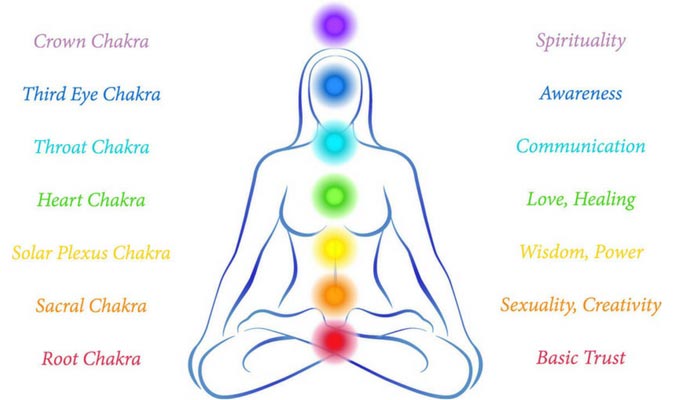 Crown Chakra
Spirituality
Third Eye Chakra
Awareness
Throat Chakra
Communication
Heart Chakra
Love, Healing
Solar Plexus Chakra
Wisdom, Power
Sacral Chakra
Sexuality, Creativity
Root Chakra
Basic Trust